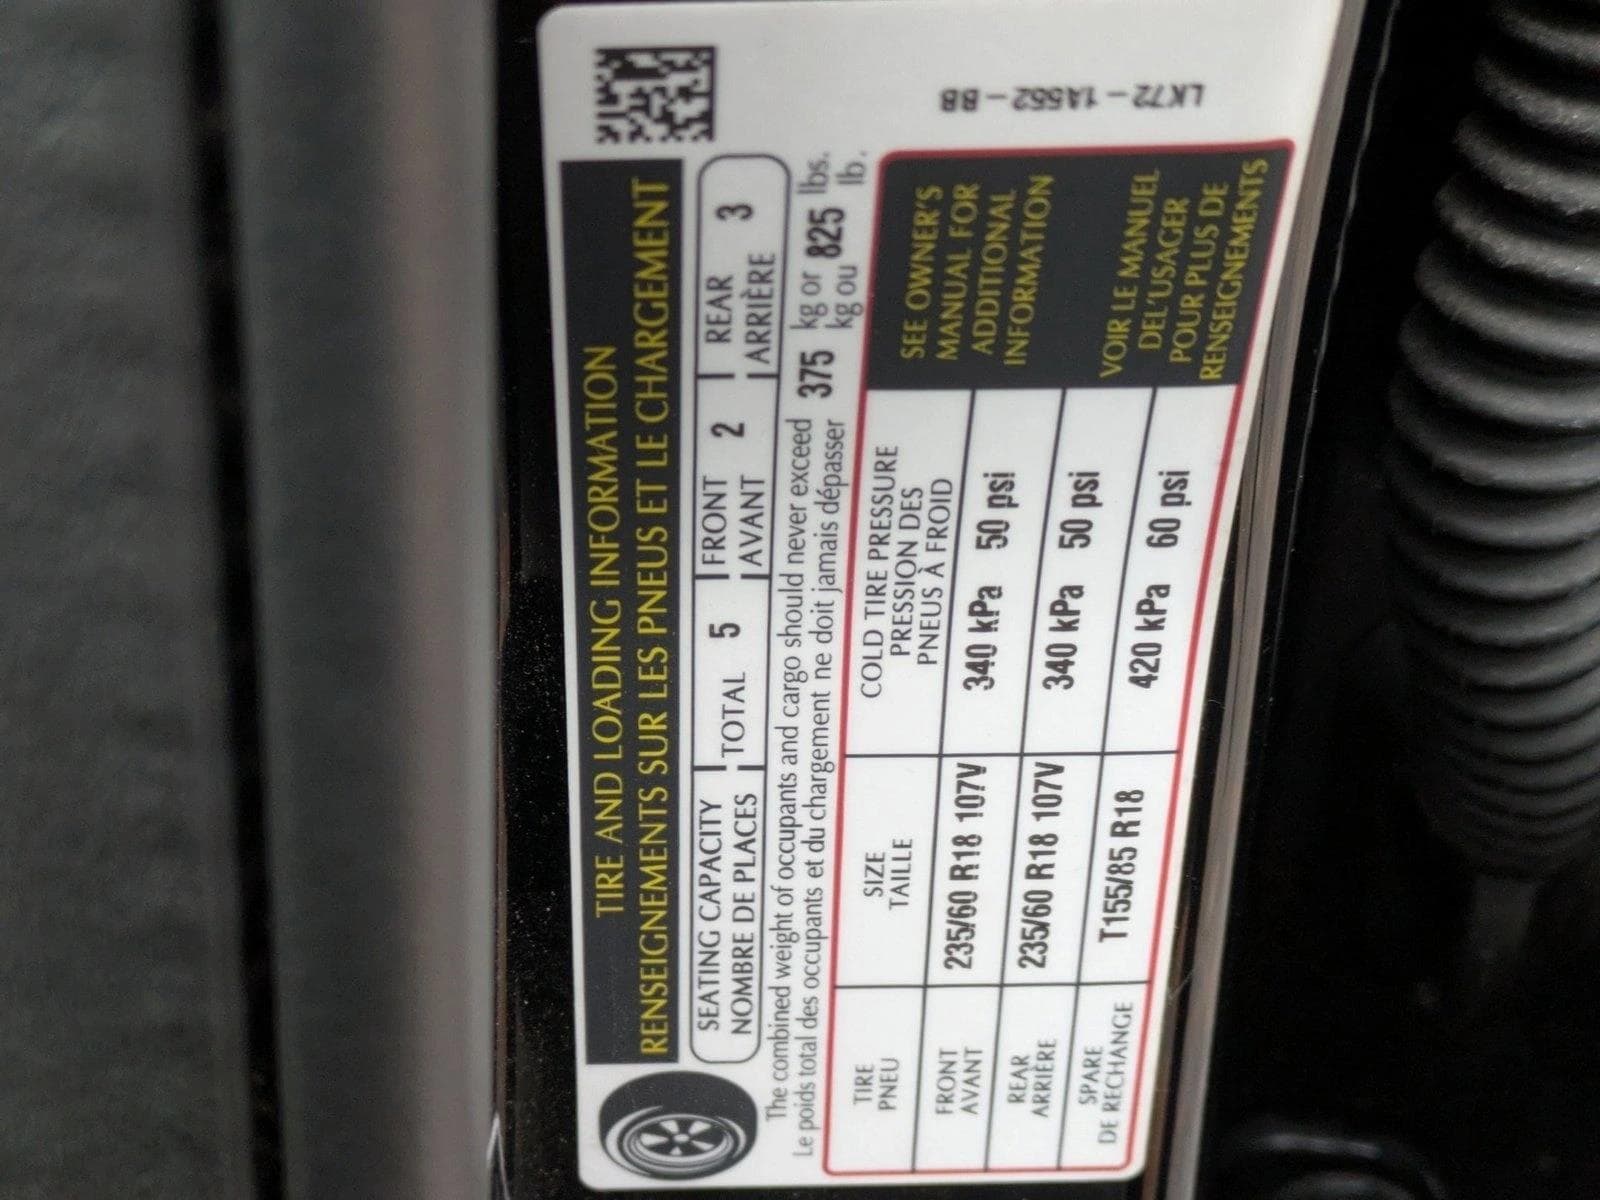 TIRE AND LOADING INFORMATION
RENSEIGNEMENTS SUR LES PNEUS ET LE CHARGEMENT
SEATING CAPACITY | TOTAL 5 | FRONT 2 | REAR 3
NOMBRE DE PLACES | AVANT | ARRIÈRE
The combined weight of occupants and cargo should never exceed 375 kg or 825 lbs.
Le poids total des occupants et du chargement ne doit jamais dépasser kg ou lb.
TIRE
PNEU
SIZE
TAILLE
COLD TIRE PRESSURE
PRESSION DES
PNEUS À FROID
FRONT
AVANT
235/60 R18 107V
340 kPa 50 psi
REAR
ARRIÈRE
235/60 R18 107V
340 kPa 50 psi
SPARE
DE RECHANGE
T155/85 R18
420 kPa 60 psi
SEE OWNER'S
MANUAL FOR
ADDITIONAL
INFORMATION
VOIR LE MANUEL
DEL'USAGER
POUR PLUS DE
RENSEIGNEMENTS
LK72-1A552-BB